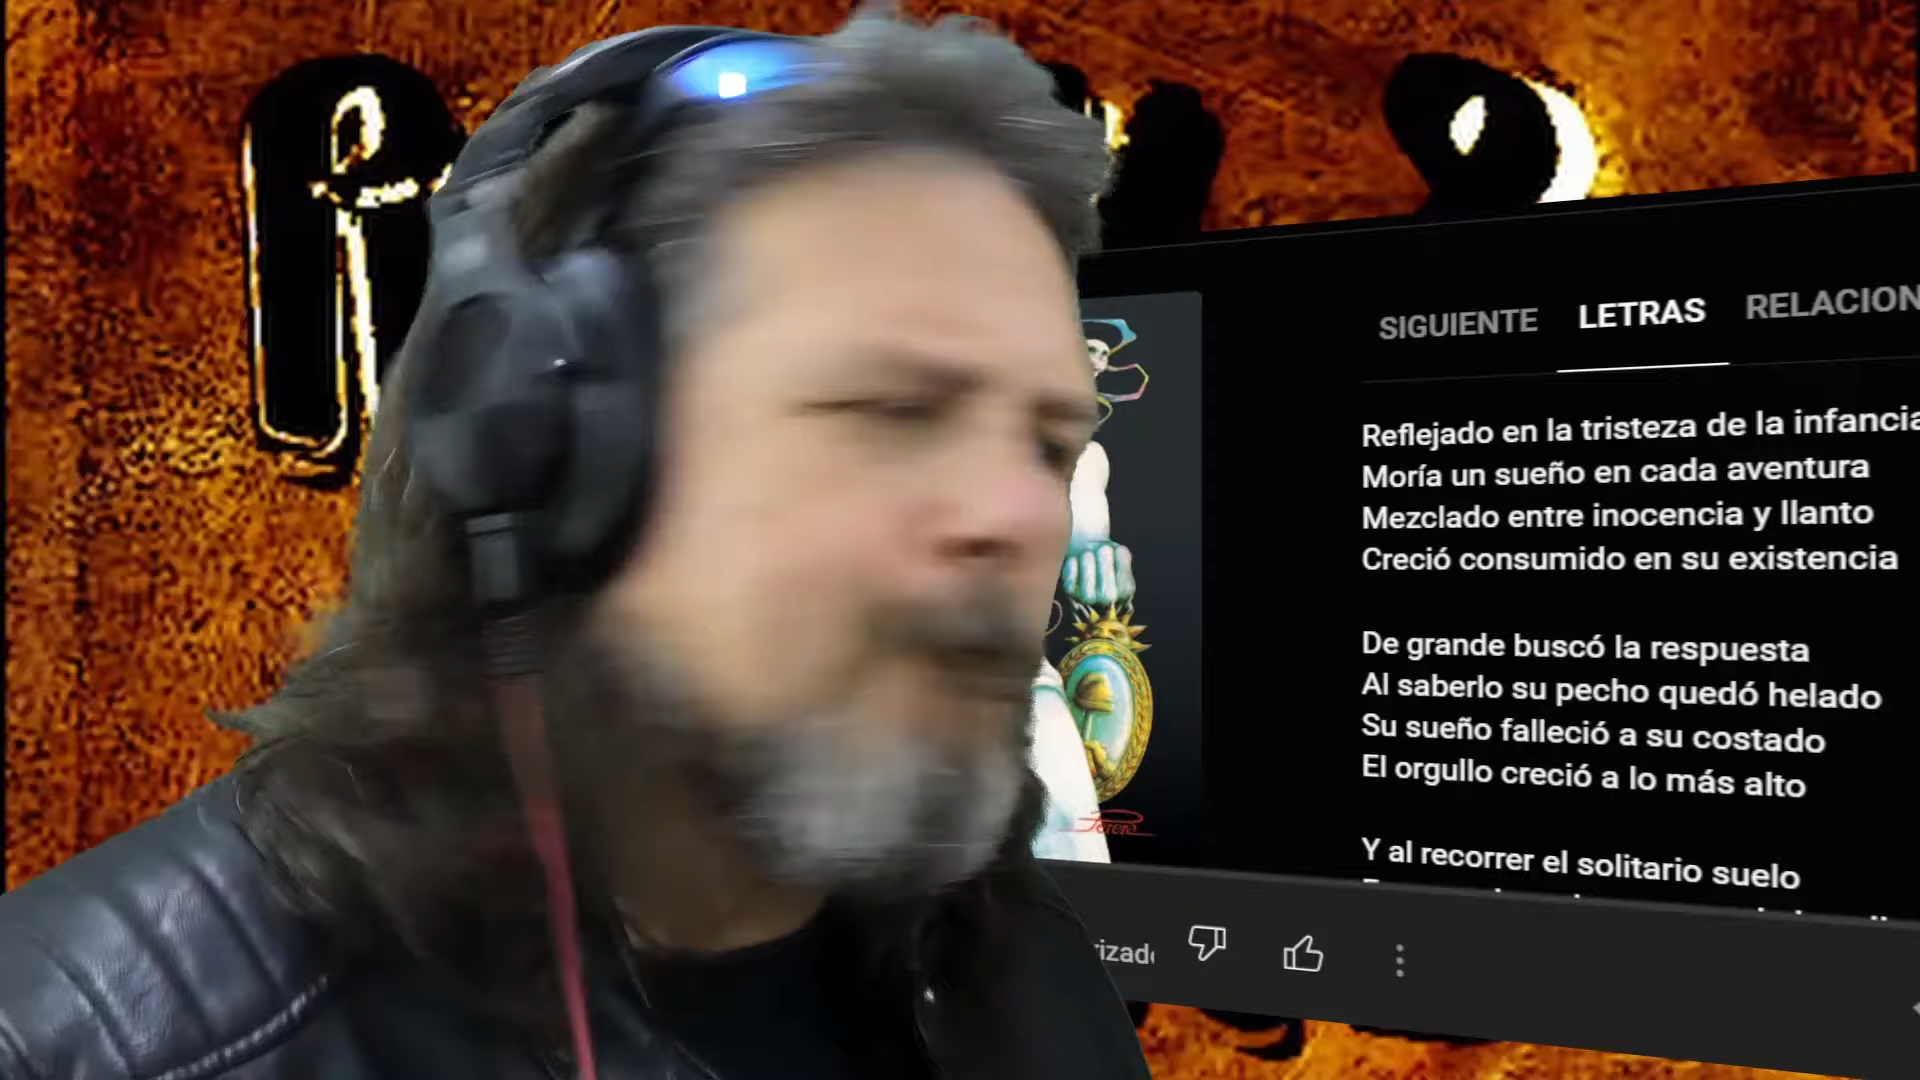 SIGUIENTE LETRAS RELACION
Reflejado en la tristeza de la infancia
Moría un sueño en cada aventura
Mezclado entre inocencia y llanto
Creció consumido en su existencia
De grande buscó la respuesta
Al saberlo su pecho quedó helado
Su sueño falleció a su costado
El orgullo creció a lo más alto
Y al recorrer el solitario suelo